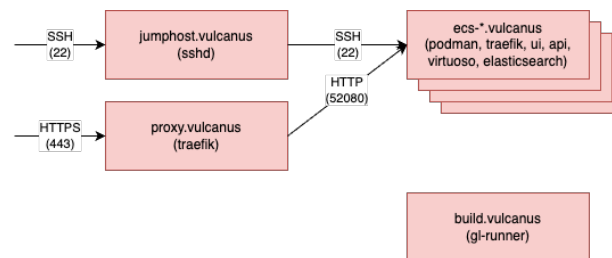 SSH
(22)
jumphost.vulcanus
(sshd)
SSH
(22)
ecs-*.vulcanus
(podman, traefik, ui, api,
virtuoso, elasticsearch)
HTTP
(52080)
HTTPS
(443)
proxy.vulcanus
(traefik)
build.vulcanus
(gl-runner)